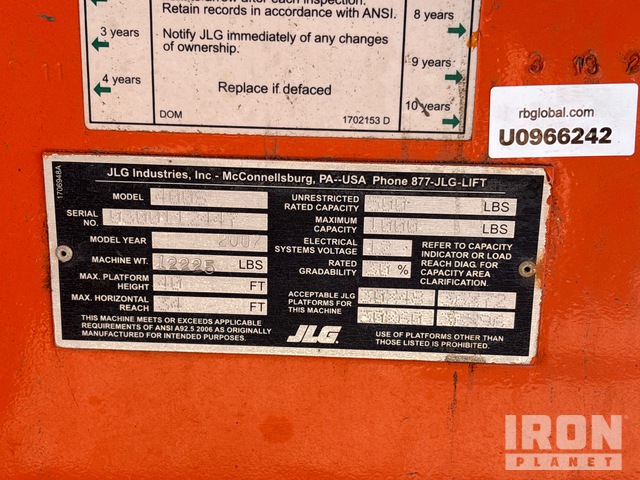 Retain records in accordance with ANSI.
Notify JLG immediately of any changes
of ownership.
Replace if defaced
DOM 1702153 D
3 years
4 years
8 years
9 years
10 years
rbglobal.com
U0966242
1706948A
JLG Industries, Inc - McConnellsburg, PA--USA Phone 877-JLG-LIFT
MODEL 400S
SERIAL
NO.
MODEL YEAR 2007
MACHINE WT. 12225 LBS
MAX. PLATFORM
HEIGHT 40 FT
MAX. HORIZONTAL
REACH FT
THIS MACHINE MEETS OR EXCEEDS APPLICABLE
REQUIREMENTS OF ANSI A92.5 2006 AS ORIGINALLY
MANUFACTURED FOR INTENDED PURPOSES.
UNRESTRICTED
RATED CAPACITY LBS
MAXIMUM
CAPACITY LBS
ELECTRICAL
SYSTEMS VOLTAGE
RATED
GRADABILITY %
REFER TO CAPACITY
INDICATOR OR LOAD
REACH DIAG. FOR
CAPACITY AREA
CLARIFICATION.
ACCEPTABLE JLG
PLATFORMS FOR
THIS MACHINE
JLG
USE OF PLATFORMS OTHER THAN
THOSE LISTED IS PROHIBITED.
IRON
PLANET